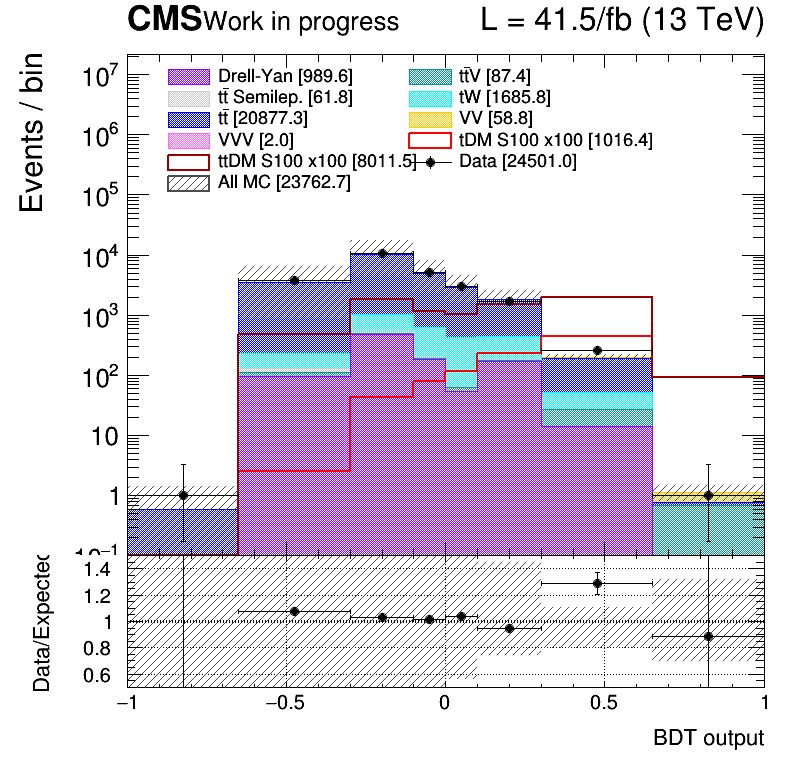 CMS Work in progress L = 41.5/fb (13 TeV)
Events / bin
Drell-Yan [989.6]
tt̄ Semilep. [61.8]
tt̄ [20877.3]
VVV [2.0]
ttDM S100 x100 [8011.5]
All MC [23762.7]
tt̄V [87.4]
tW [1685.8]
VV [58.8]
tDM S100 x100 [1016.4]
Data [24501.0]
10⁷
10⁶
10⁵
10⁴
10³
10²
10
1
10⁻¹
Data/Expected
1.4
1.2
1
0.8
0.6
−1 −0.5 0 0.5 1
BDT output